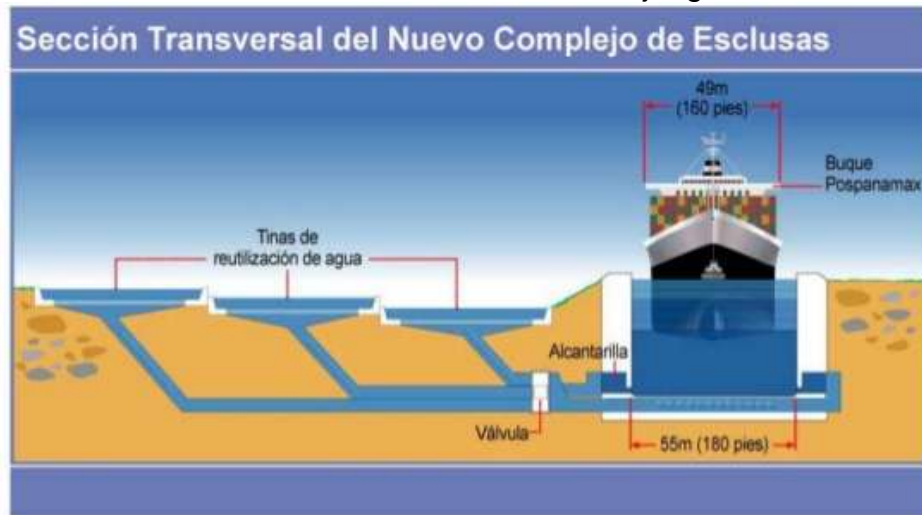 Sección Transversal del Nuevo Complejo de Esclusas
49m
(160 pies)
Buque
Pospanamax
Tinas de
reutilización de agua
Alcantarilla
Válvula
55m (180 pies)